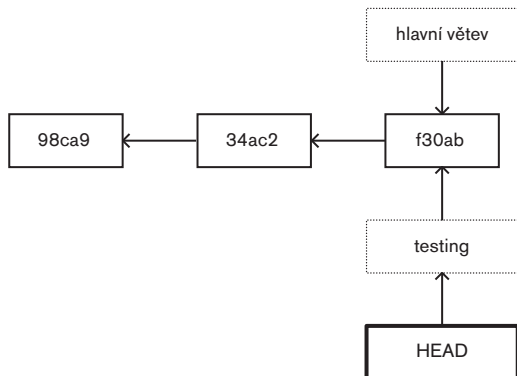 hlavní větev
98ca9
34ac2
f30ab
testing
HEAD